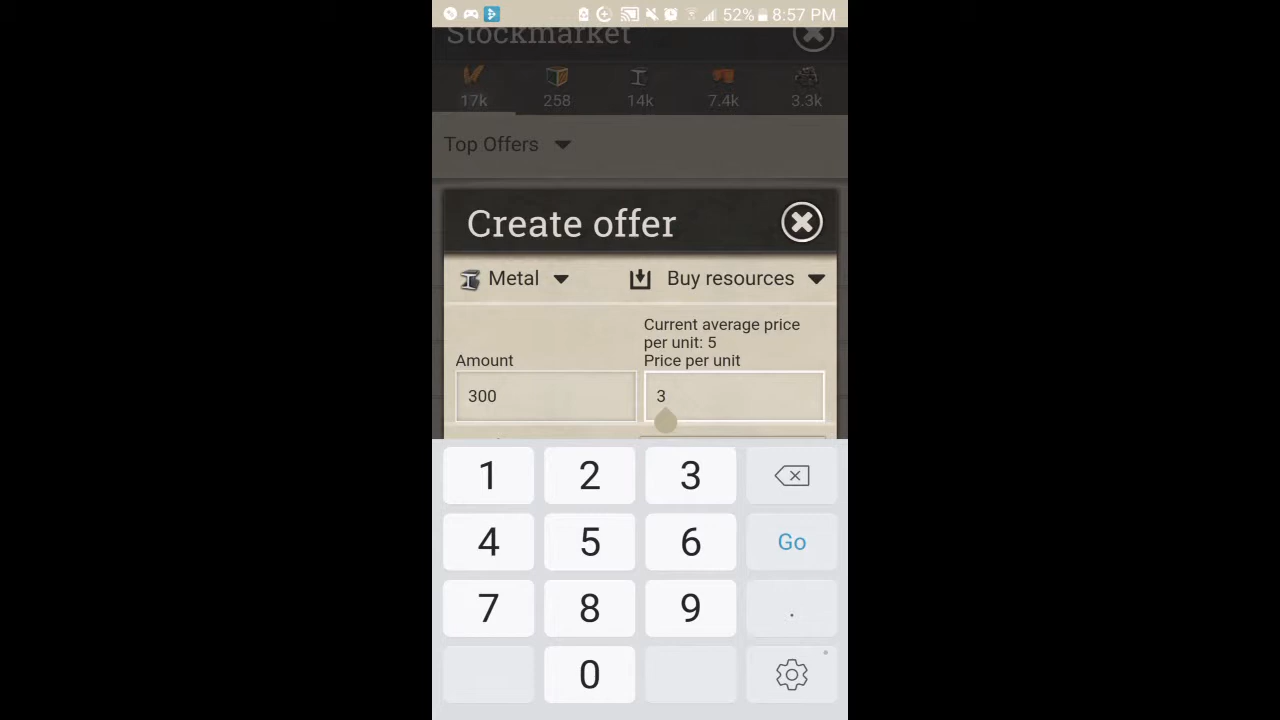 52% 8:57 PM
Stockmarket
17k 258 14k 7.4k 3.3k
Top Offers
Create offer
Metal Buy resources
Current average price
per unit: 5
Amount Price per unit
300 3
1 2 3
4 5 6 Go
7 8 9 .
0